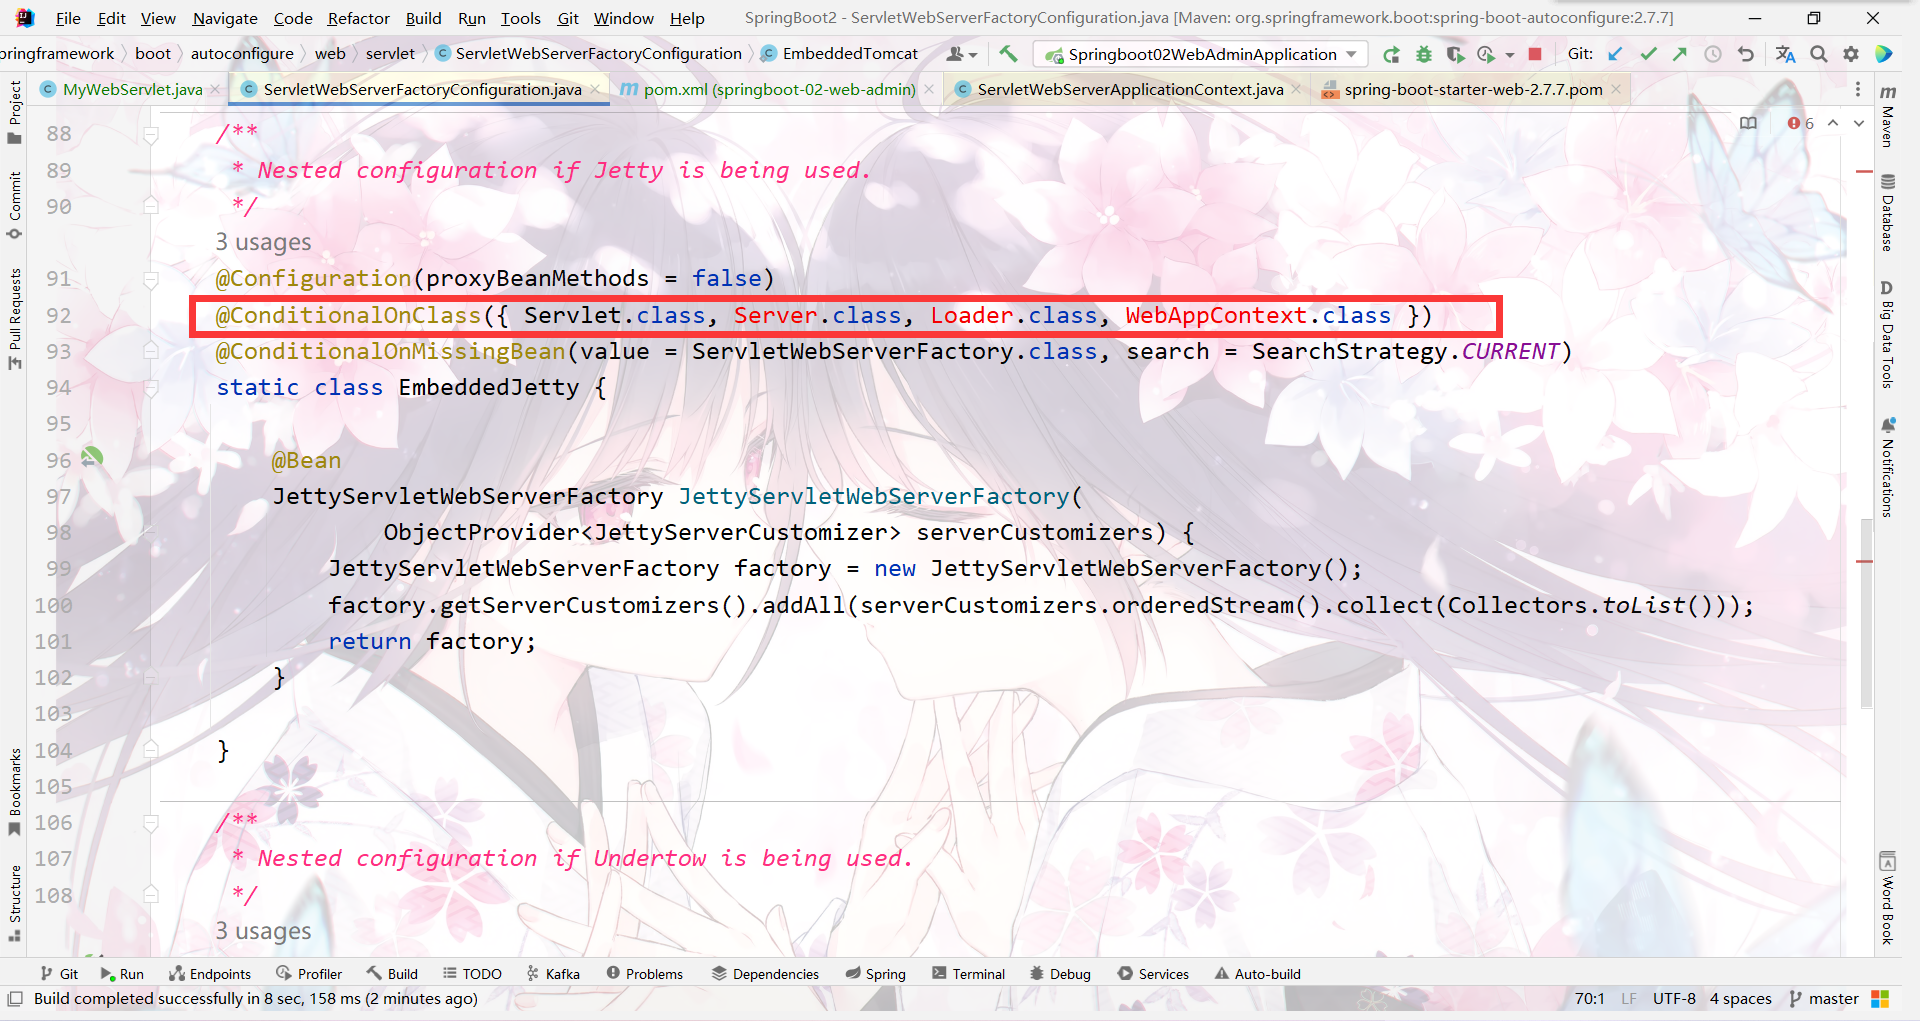 File Edit View Navigate Code Refactor Build Run Tools Git Window Help SpringBoot2 - ServletWebServerFactoryConfiguration.java [Maven: org.springframework.boot:spring-boot-autoconfigure:2.7.7]
pringframework boot autoconfigure web servlet ServletWebServerFactoryConfiguration EmbeddedTomcat Springboot02WebAdminApplication Git:
MyWebServlet.java ServletWebServerFactoryConfiguration.java pom.xml (springboot-02-web-admin) ServletWebServerApplicationContext.java spring-boot-starter-web-2.7.7.pom
6
88 /**
89 * Nested configuration if Jetty is being used.
90 */
3 usages
91 @Configuration(proxyBeanMethods = false)
92 @ConditionalOnClass({ Servlet.class, Server.class, Loader.class, WebAppContext.class })
93 @ConditionalOnMissingBean(value = ServletWebServerFactory.class, search = SearchStrategy.CURRENT)
94 static class EmbeddedJetty {
95
96 @Bean
97 JettyServletWebServerFactory JettyServletWebServerFactory(
98 ObjectProvider<JettyServerCustomizer> serverCustomizers) {
99 JettyServletWebServerFactory factory = new JettyServletWebServerFactory();
100 factory.getServerCustomizers().addAll(serverCustomizers.orderedStream().collect(Collectors.toList()));
101 return factory;
102 }
103
104 }
105
106 /**
107 * Nested configuration if Undertow is being used.
108 */
3 usages
Project
Commit
Pull Requests
Bookmarks
Structure
Maven
Database
Big Data Tools
Notifications
Word Book
Git Run Endpoints Profiler Build TODO Kafka Problems Dependencies Spring Terminal Debug Services Auto-build
Build completed successfully in 8 sec, 158 ms (2 minutes ago) 70:1 LF UTF-8 4 spaces master